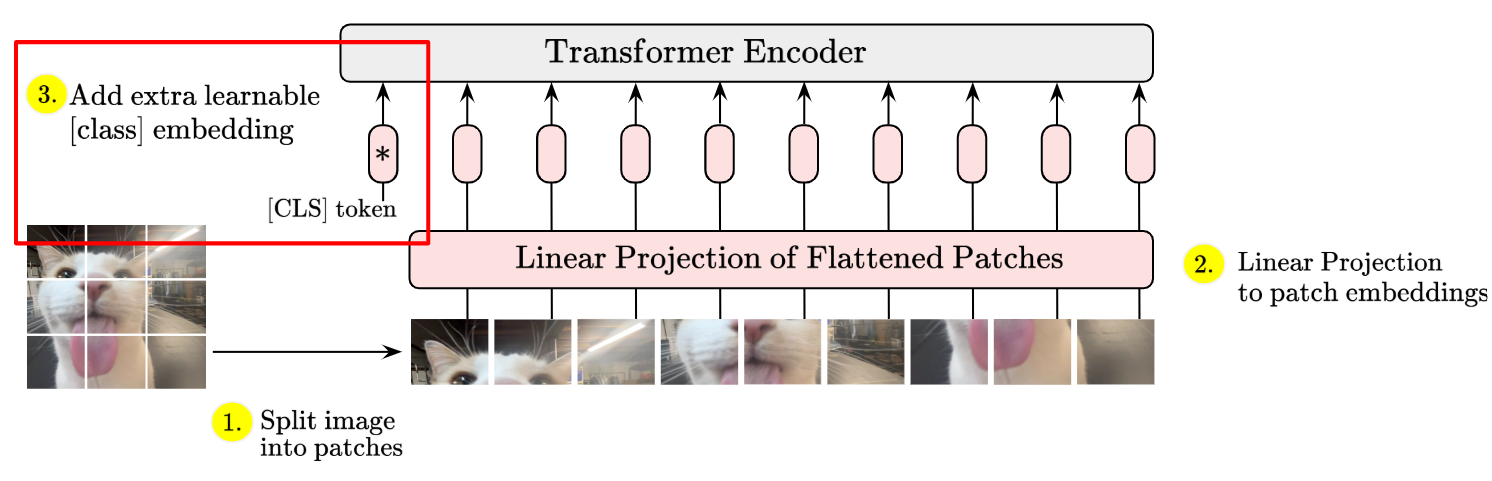 Transformer Encoder
3. Add extra learnable
[class] embedding
*
[CLS] token
Linear Projection of Flattened Patches
2. Linear Projection
to patch embeddings
1. Split image
into patches